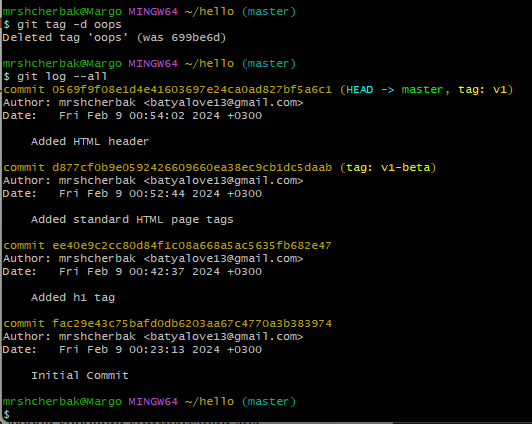 mrshcherbak@Margo MINGW64 ~/hello (master)
$ git tag -d oops
Deleted tag 'oops' (was 699be6d)
mrshcherbak@Margo MINGW64 ~/hello (master)
$ git log --all
commit 0569f9f08e1d4e41603697e24ca0ad827bf5a6c1 (HEAD -> master, tag: v1)
Author: mrshcherbak <batyalove13@gmail.com>
Date:   Fri Feb 9 00:54:02 2024 +0300
Added HTML header
commit d877cf0b9e0592426609660ea38ec9cb1dc5daab (tag: v1-beta)
Author: mrshcherbak <batyalove13@gmail.com>
Date:   Fri Feb 9 00:52:44 2024 +0300
Added standard HTML page tags
commit ee40e9c2cc80d84f1c08a668a5ac5635fb682e47
Author: mrshcherbak <batyalove13@gmail.com>
Date:   Fri Feb 9 00:42:37 2024 +0300
Added h1 tag
commit fac29e43c75bafd0db6203aa67c4770a3b383974
Author: mrshcherbak <batyalove13@gmail.com>
Date:   Fri Feb 9 00:23:13 2024 +0300
Initial Commit
mrshcherbak@Margo MINGW64 ~/hello (master)
$